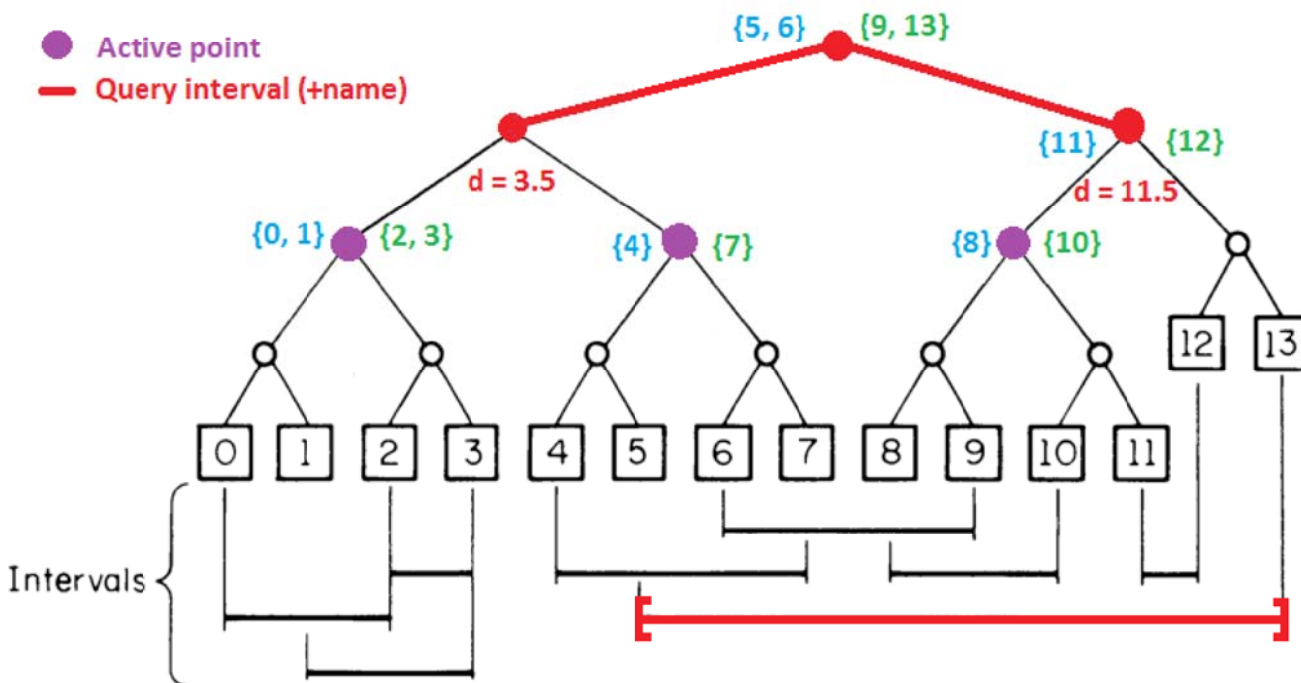 {5, 6} {9, 13}
Active point
Query interval (+name)
{11} {12}
d = 3.5 d = 11.5
{0, 1} {2, 3} {4} {7} {8} {10}
12 13
0 1 2 3 4 5 6 7 8 9 10 11
Intervals